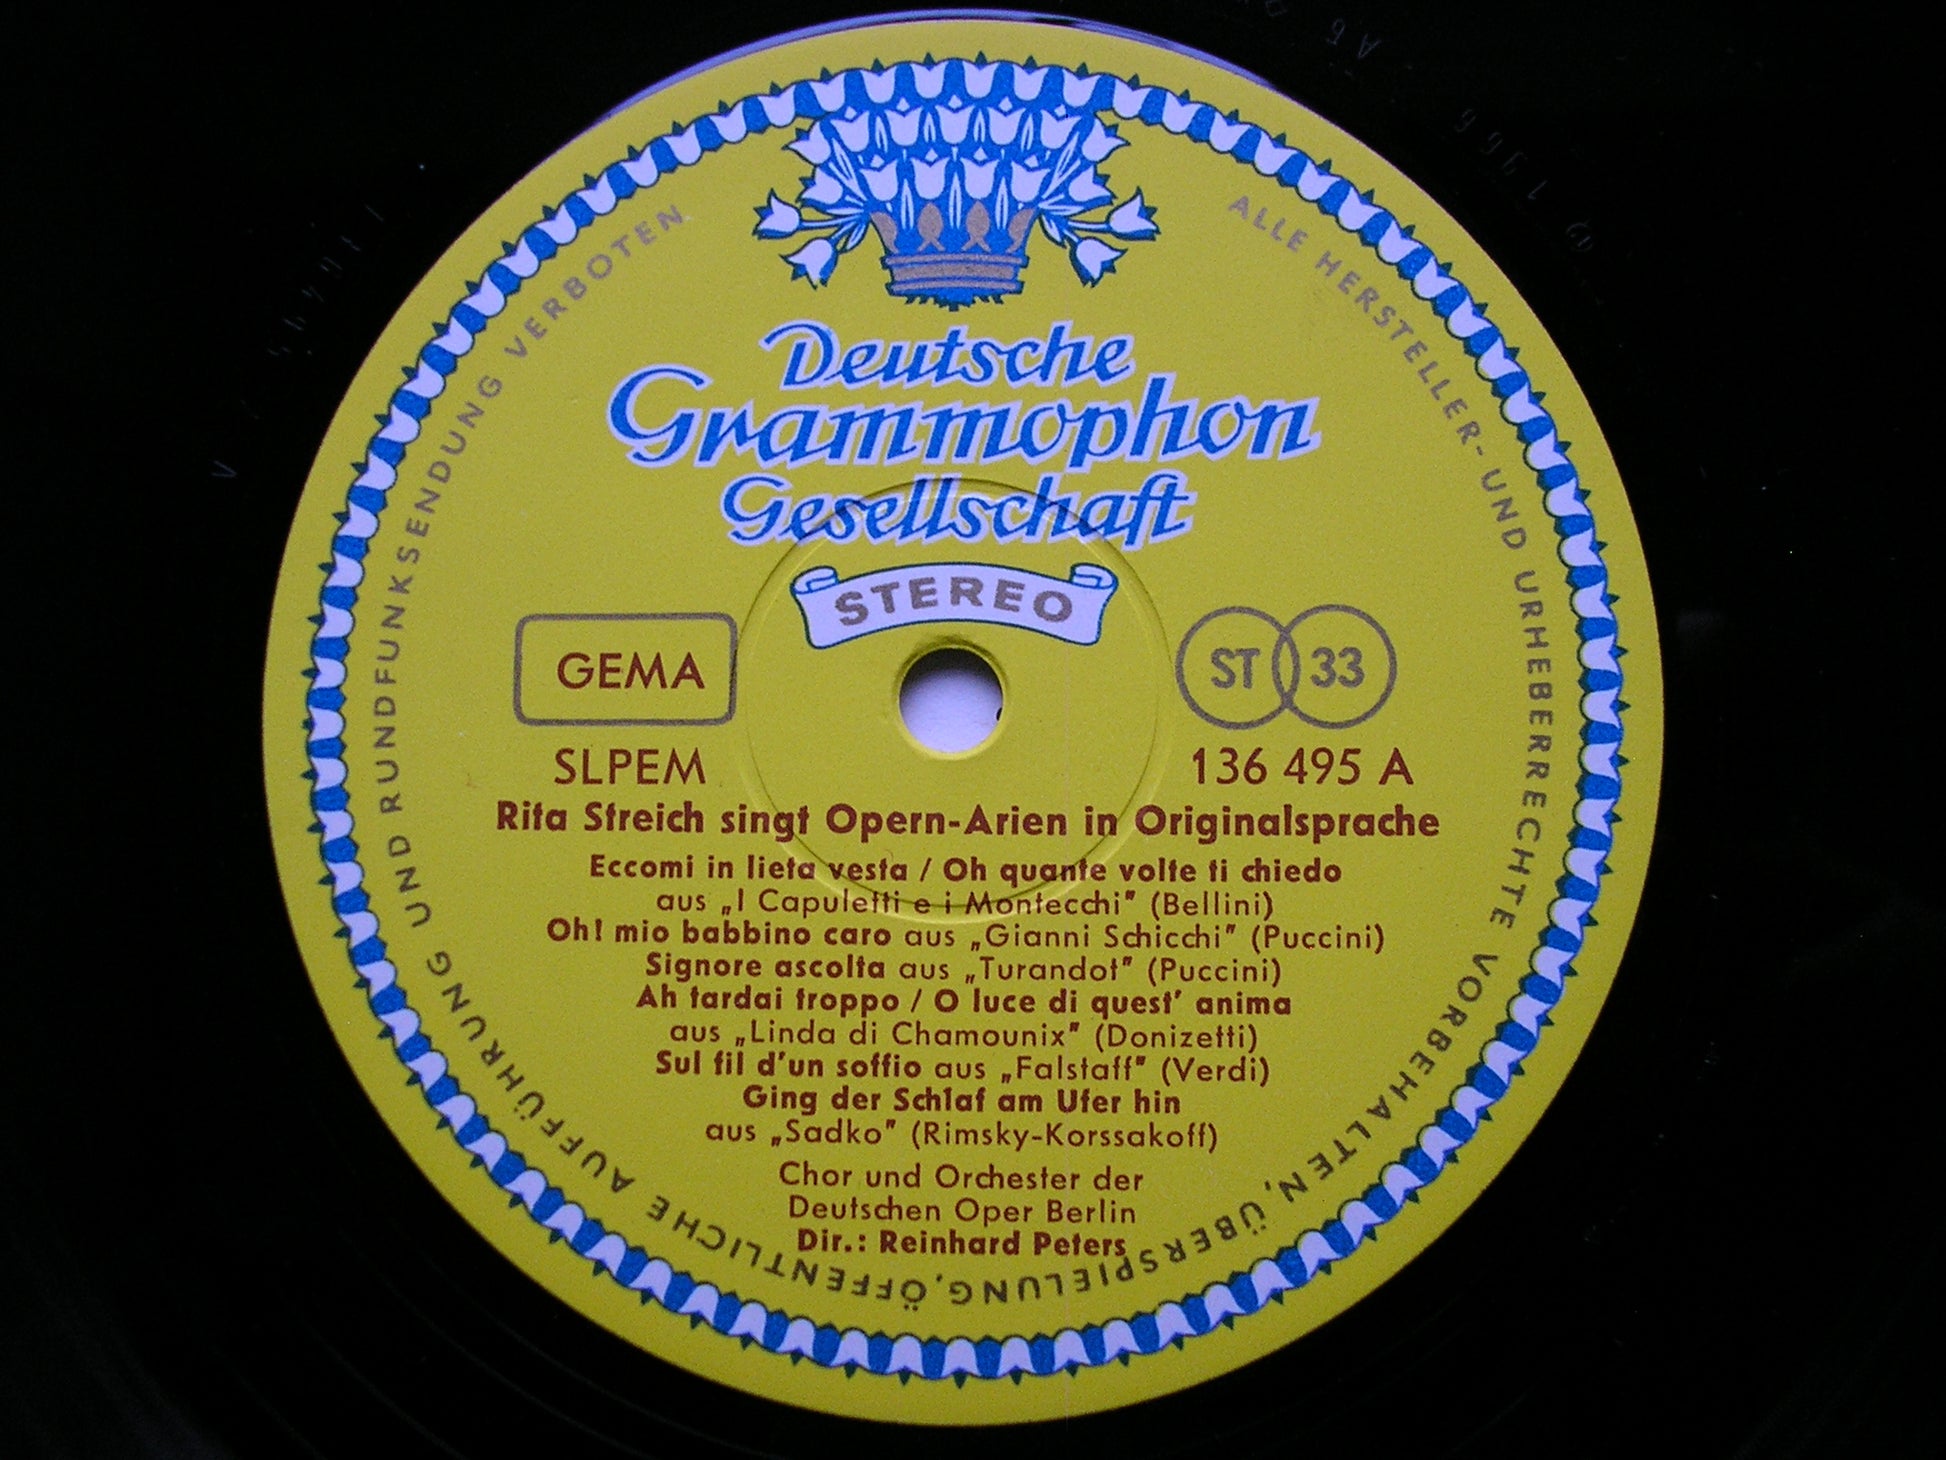 Deutsche
Grammophon
Gesellschaft
STEREO
GEMA
ST 33
SLPEM
136 495 A
Rita Streich singt Opern-Arien in Originalsprache
Eccomi in lieta vesta / Oh quante volte ti chiedo
aus „I Capuletti e i Montecchi" (Bellini)
Oh! mio babbino caro aus „Gianni Schicchi" (Puccini)
Signore ascolta aus „Turandot" (Puccini)
Ah tardai troppo / O luce di quest' anima
aus „Linda di Chamounix" (Donizetti)
Sul fil d'un soffio aus „Falstaff" (Verdi)
Ging der Schlaf am Ufer hin
aus „Sadko" (Rimsky-Korssakoff)
Chor und Orchester der
Deutschen Oper Berlin
Dir.: Reinhard Peters
ALLE HERSTELLER- UND URHEBERRECHTE VORBEHALTEN, ÜBERSPIELUNG, ÖFFENTLICHE AUFFÜHRUNG UND RUNDFUNKSENDUNG VERBOTEN